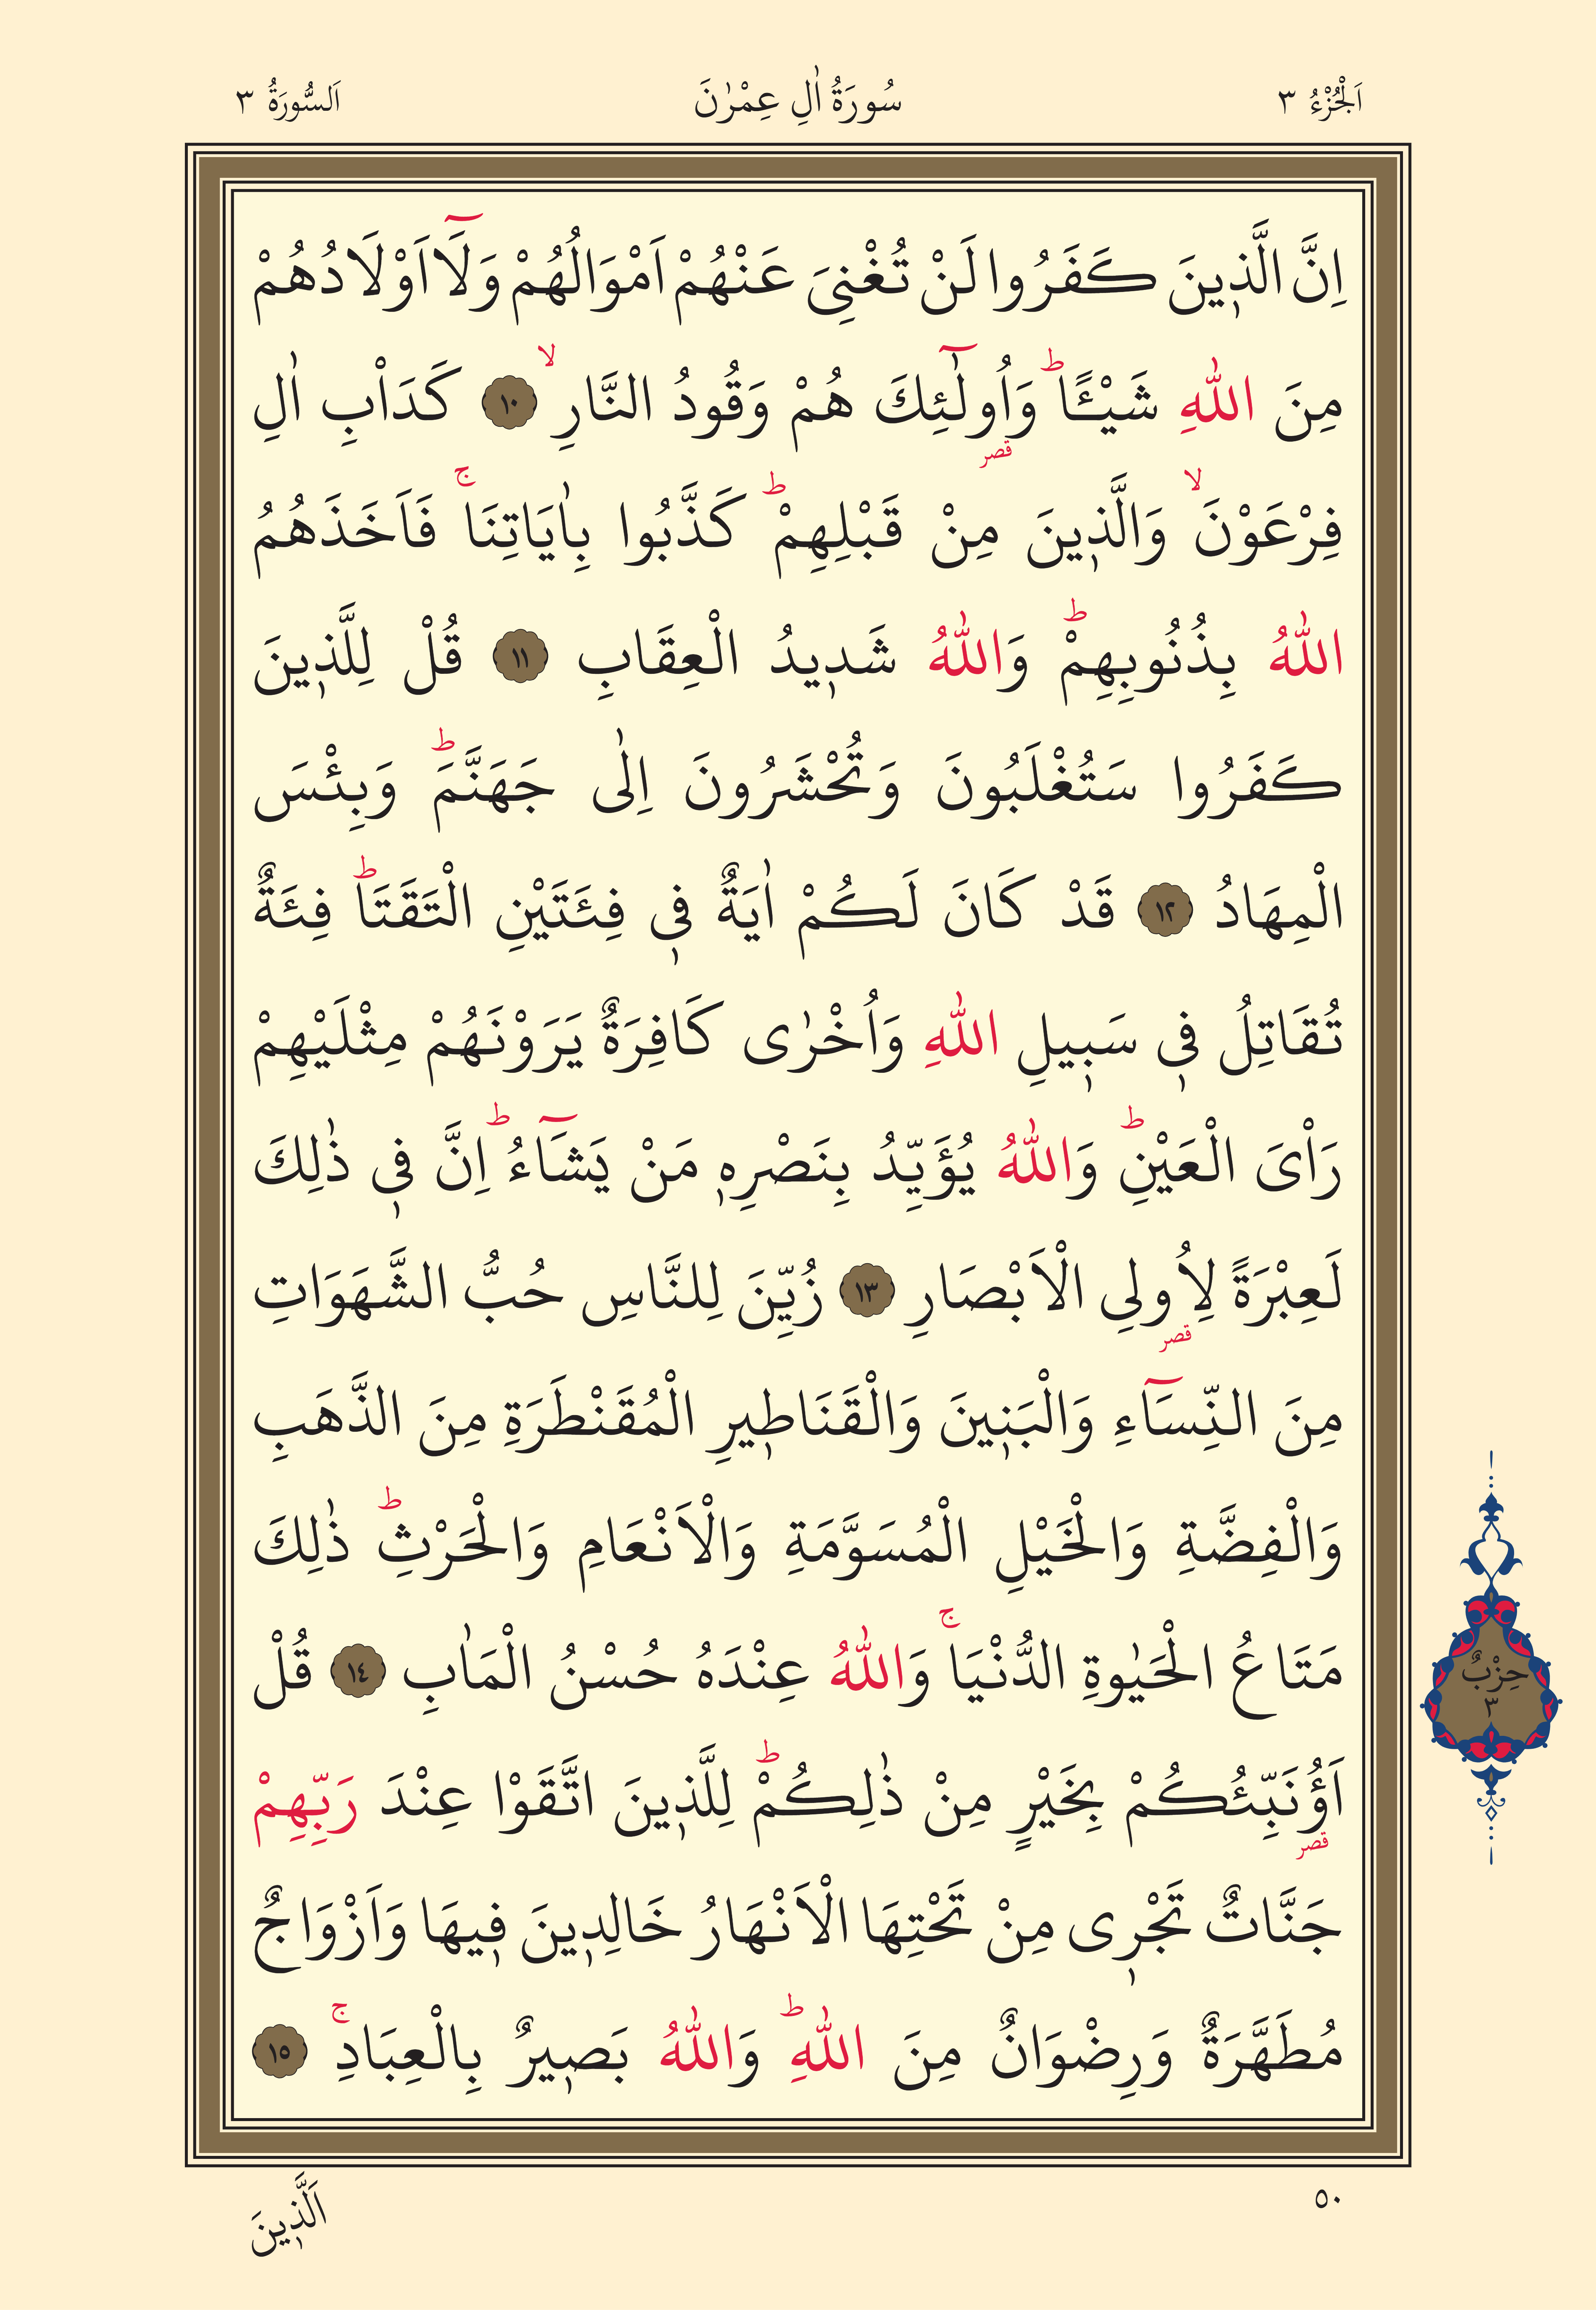 اَلْجُزْءُ ٣
سُورَةُ اٰلِ عِمْرٰنَ
اَلسُّورَةُ ٣
اِنَّ الَّذ۪ينَ كَفَرُوا لَنْ تُغْنِيَ عَنْهُمْ اَمْوَالُهُمْ وَلَٓا اَوْلَادُهُمْ
مِنَ اللّٰهِ شَيْـًٔاۜ وَاُو۬لٰٓئِكَ هُمْ وَقُودُ النَّارِۙ ﴿١٠﴾ كَدَاْبِ اٰلِ
فِرْعَوْنَۙ وَالَّذ۪ينَ مِنْ قَبْلِهِمْۜ كَذَّبُوا بِاٰيَاتِنَاۚ فَاَخَذَهُمُ
اللّٰهُ بِذُنُوبِهِمْۜ وَاللّٰهُ شَد۪يدُ الْعِقَابِ ﴿١١﴾ قُلْ لِلَّذ۪ينَ
كَفَرُوا سَتُغْلَبُونَ وَتُحْشَرُونَ اِلٰى جَهَنَّمَۜ وَبِئْسَ
الْمِهَادُ ﴿١٢﴾ قَدْ كَانَ لَكُمْ اٰيَةٌ ف۪ي فِئَتَيْنِ الْتَقَتَاۜ فِئَةٌ
تُقَاتِلُ ف۪ي سَب۪يلِ اللّٰهِ وَاُخْرٰى كَافِرَةٌ يَرَوْنَهُمْ مِثْلَيْهِمْ
رَاْيَ الْعَيْنِۜ وَاللّٰهُ يُؤَيِّدُ بِنَصْرِه۪ مَنْ يَشَٓاءُۜ اِنَّ ف۪ي ذٰلِكَ
لَعِبْرَةً لِاُو۬لِي الْاَبْصَارِ ﴿١٣﴾ زُيِّنَ لِلنَّاسِ حُبُّ الشَّهَوَاتِ
مِنَ النِّسَٓاءِ وَالْبَن۪ينَ وَالْقَنَاط۪يرِ الْمُقَنْطَرَةِ مِنَ الذَّهَبِ
وَالْفِضَّةِ وَالْخَيْلِ الْمُسَوَّمَةِ وَالْاَنْعَامِ وَالْحَرْثِۜ ذٰلِكَ
مَتَاعُ الْحَيٰوةِ الدُّنْيَاۚ وَاللّٰهُ عِنْدَهُ حُسْنُ الْمَاٰبِ ﴿١٤﴾ قُلْ
اَؤُ۬نَبِّئُكُمْ بِخَيْرٍ مِنْ ذٰلِكُمْۜ لِلَّذ۪ينَ اتَّقَوْا عِنْدَ رَبِّهِمْ
جَنَّاتٌ تَجْر۪ي مِنْ تَحْتِهَا الْاَنْهَارُ خَالِد۪ينَ ف۪يهَا وَاَزْوَاجٌ
مُطَهَّرَةٌ وَرِضْوَانٌ مِنَ اللّٰهِۜ وَاللّٰهُ بَص۪يرٌ بِالْعِبَادِۚ ﴿١٥﴾
حِزْبٌ
٣
٥٠
اَلَّذ۪ينَ